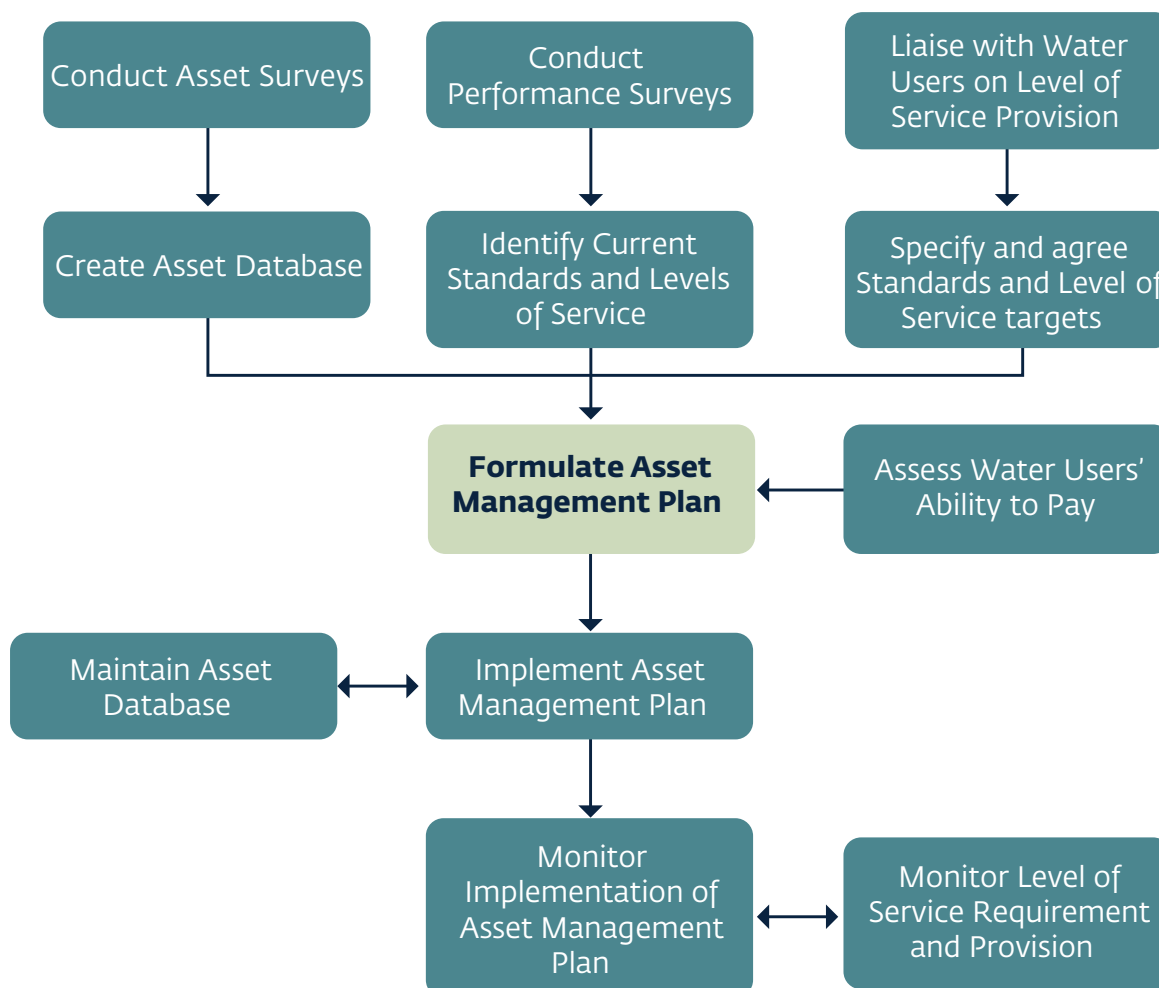 Conduct Asset Surveys
Conduct
Performance Surveys
Liaise with Water
Users on Level of
Service Provision
Create Asset Database
Identify Current
Standards and Levels
of Service
Specify and agree
Standards and Level of
Service targets
Formulate Asset
Management Plan
Assess Water Users’
Ability to Pay
Maintain Asset
Database
Implement Asset
Management Plan
Monitor
Implementation of
Asset Management
Plan
Monitor Level of
Service Requirement
and Provision